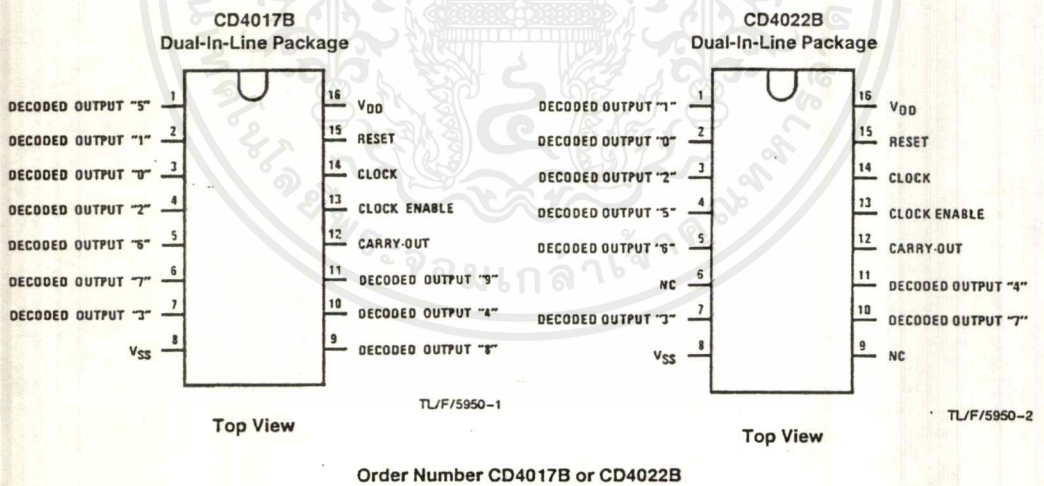 CD4017B
Dual-In-Line Package
DECODED OUTPUT "5" 1
DECODED OUTPUT "1" 2
DECODED OUTPUT "0" 3
DECODED OUTPUT "2" 4
DECODED OUTPUT "6" 5
DECODED OUTPUT "7" 6
DECODED OUTPUT "3" 7
VSS 8
16 VDD
15 RESET
14 CLOCK
13 CLOCK ENABLE
12 CARRY-OUT
11 DECODED OUTPUT "9"
10 DECODED OUTPUT "4"
9 DECODED OUTPUT "8"
TL/F/5950-1
Top View
CD4022B
Dual-In-Line Package
DECODED OUTPUT "1" 1
DECODED OUTPUT "0" 2
DECODED OUTPUT "2" 3
DECODED OUTPUT "5" 4
DECODED OUTPUT "6" 5
NC 6
DECODED OUTPUT "3" 7
VSS 8
16 VDD
15 RESET
14 CLOCK
13 CLOCK ENABLE
12 CARRY-OUT
11 DECODED OUTPUT "4"
10 DECODED OUTPUT "7"
9 NC
TL/F/5950-2
Top View
Order Number CD4017B or CD4022B